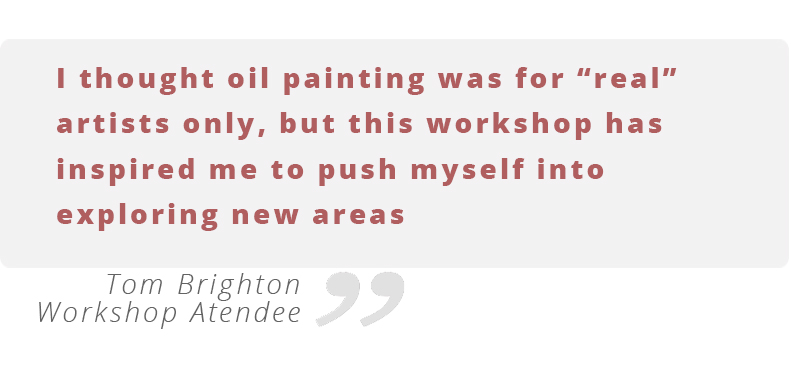 I thought oil painting was for “real”
artists only, but this workshop has
inspired me to push myself into
exploring new areas
Tom Brighton
Workshop Atendee
”